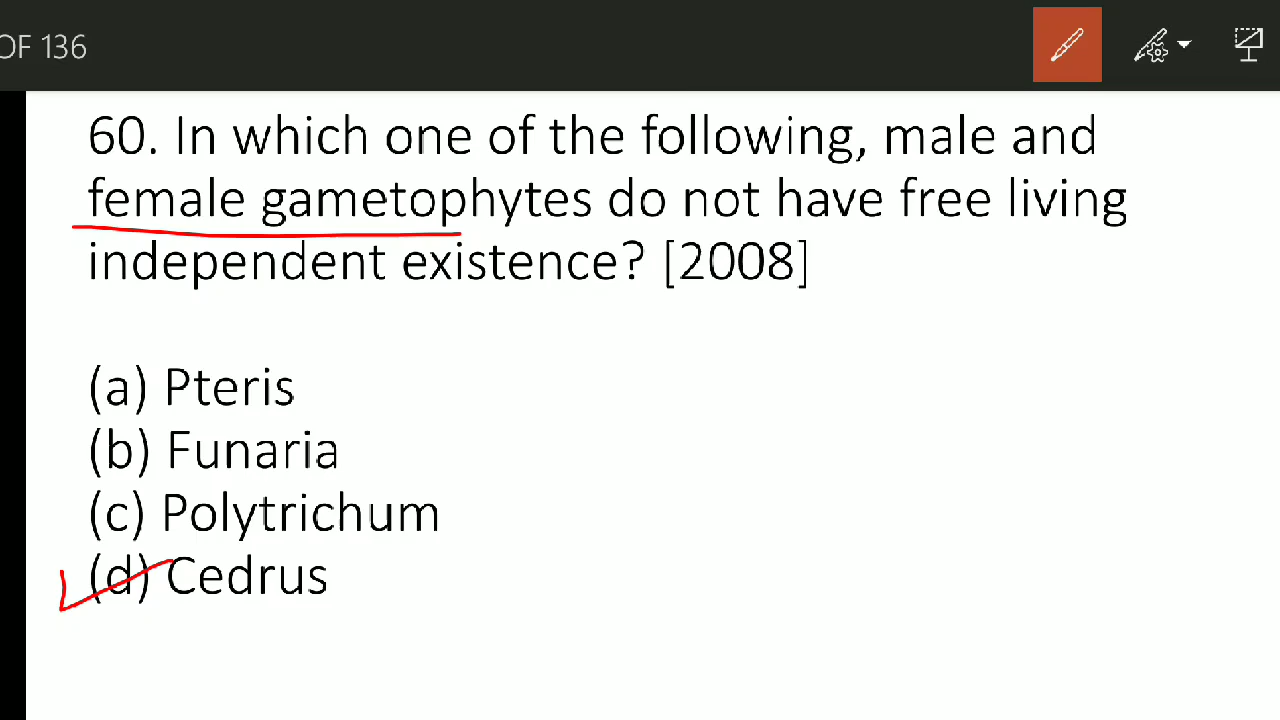 OF 136
60. In which one of the following, male and
female gametophytes do not have free living
independent existence? [2008]
(a) Pteris
(b) Funaria
(c) Polytrichum
(d) Cedrus